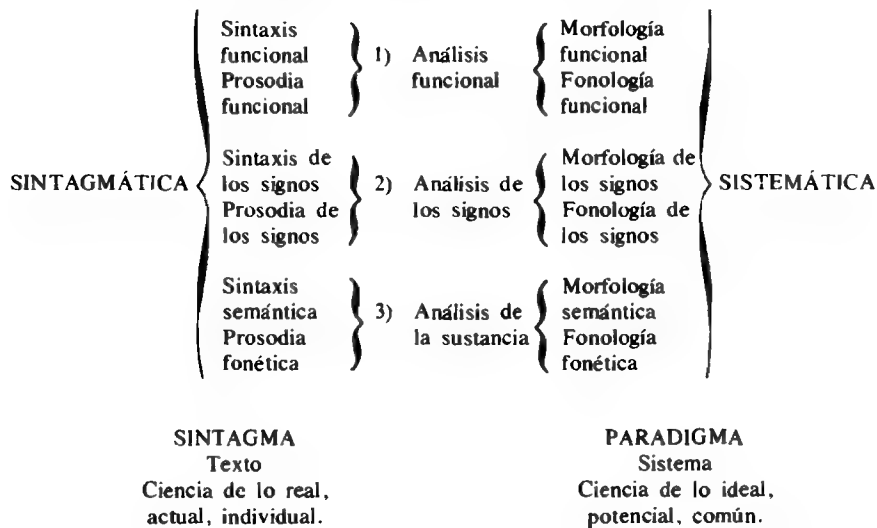 Sintaxis Morfología
funcional 1) Análisis funcional
Prosodia funcional Fonología
funcional funcional
Sintaxis de Morfología de
SINTAGMÁTICA los signos 2) Análisis de los signos SISTEMÁTICA
Prosodia de los signos Fonología de
los signos los signos
Sintaxis Morfología
semántica 3) Análisis de semántica
Prosodia la sustancia Fonología
fonética fonética
SINTAGMA PARADIGMA
Texto Sistema
Ciencia de lo real, Ciencia de lo ideal,
actual, individual. potencial, común.